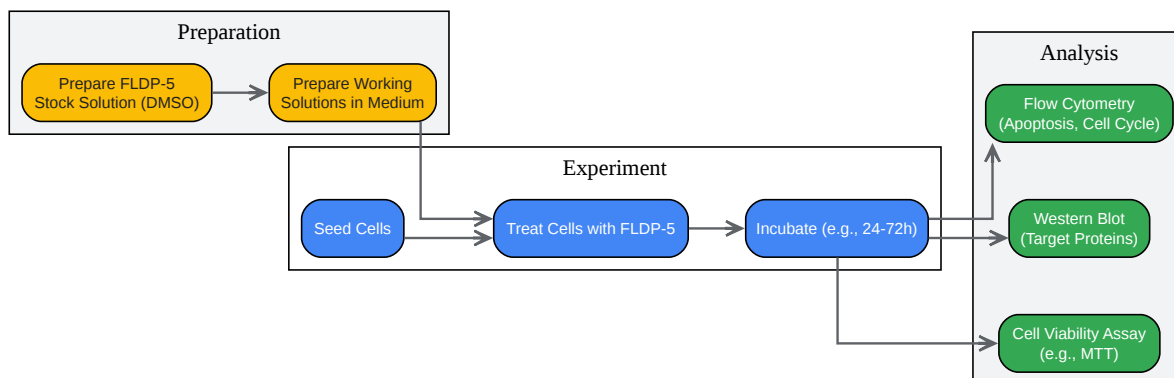 Preparation
Prepare FLDP-5
Stock Solution (DMSO)
Prepare Working
Solutions in Medium
Experiment
Seed Cells
Treat Cells with FLDP-5
Incubate (e.g., 24-72h)
Analysis
Flow Cytometry
(Apoptosis, Cell Cycle)
Western Blot
(Target Proteins)
Cell Viability Assay
(e.g., MTT)